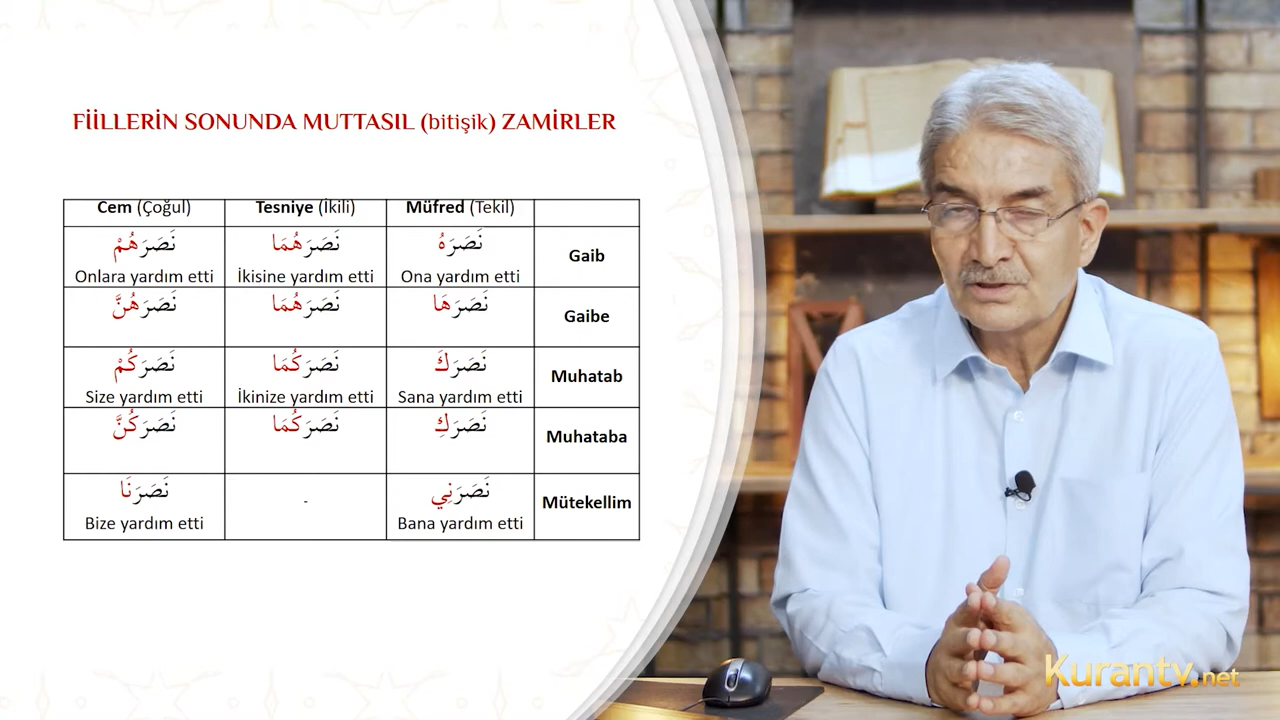 FİİLLERİN SONUNDA MUTTASIL (bitişik) ZAMİRLER
Cem (Çoğul) Tesniye (İkili) Müfred (Tekil)
نَصَرَهُمْ نَصَرَهُمَا نَصَرَهُ
Onlara yardım etti İkisine yardım etti Ona yardım etti Gaib
نَصَرَهُنَّ نَصَرَهُمَا نَصَرَهَا Gaibe
نَصَرَكُمْ نَصَرَكُمَا نَصَرَكَ
Size yardım etti İkinize yardım etti Sana yardım etti Muhatab
نَصَرَكُنَّ نَصَرَكُمَا نَصَرَكِ Muhataba
نَصَرَنَا - نَصَرَنِي
Bize yardım etti Bana yardım etti Mütekellim
Kurantv.net